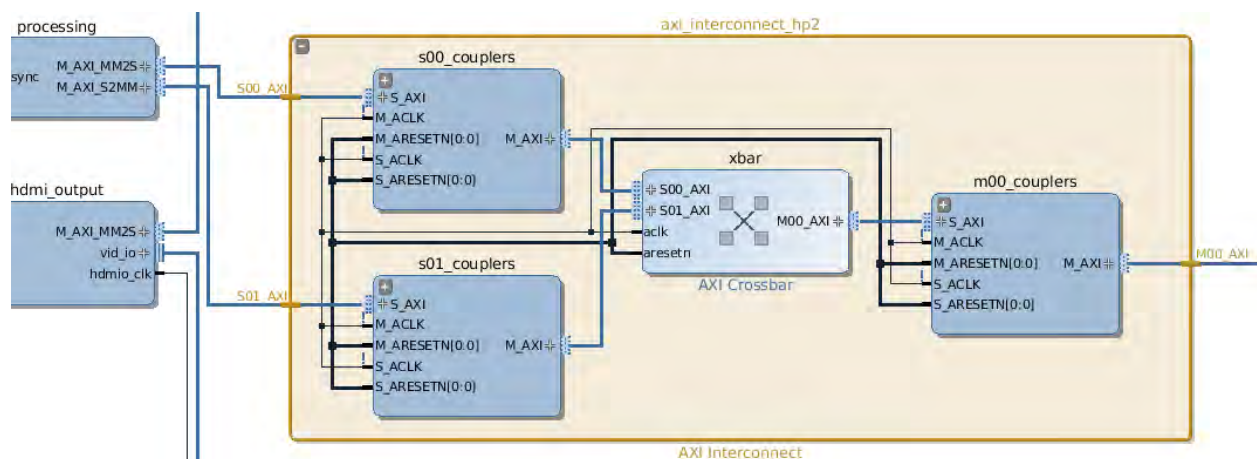 processing
M_AXI_MM2S
M_AXI_S2MM
sync
hdmi_output
M_AXI_MM2S
vid_io
hdmio_clk
axi_interconnect_hp2
S00_AXI
S01_AXI
s00_couplers
S_AXI
M_ACLK
M_ARESETN[0:0)
S_ACLK
S_ARESETN[0:0)
M_AXI
s01_couplers
S_AXI
M_ACLK
M_ARESETN[0:0)
S_ACLK
S_ARESETN[0:0)
M_AXI
xbar
S00_AXI
S01_AXI
aclk
aresetn
M00_AXI
AXI Crossbar
m00_couplers
S_AXI
M_ACLK
M_ARESETN[0:0)
S_ACLK
S_ARESETN[0:0)
M_AXI
M00_AXI
AXI Interconnect